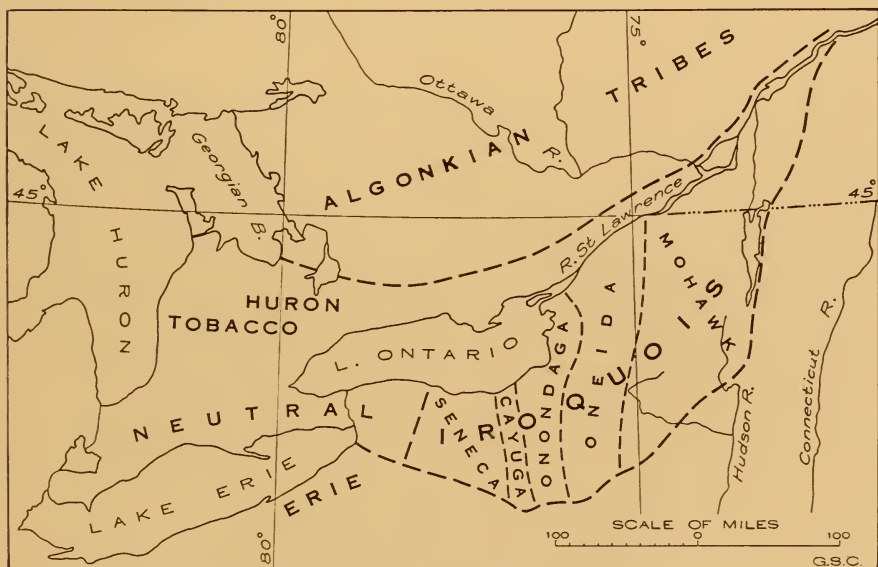 80°
75°
TRIBES
Ottawa R.
LAKE HURON
Georgian B.
ALGONKIAN
45°
45°
R. St Lawrence
MOHAWK
HURON
TOBACCO
L. ONTARIO
ONEIDA
ONONDAGA
CAYUGA
SENECA
IROQUOIS
NEUTRAL
Hudson R.
Connecticut R.
LAKE ERIE
ERIE
80°
SCALE OF MILES
100 0 100
G.S.C.